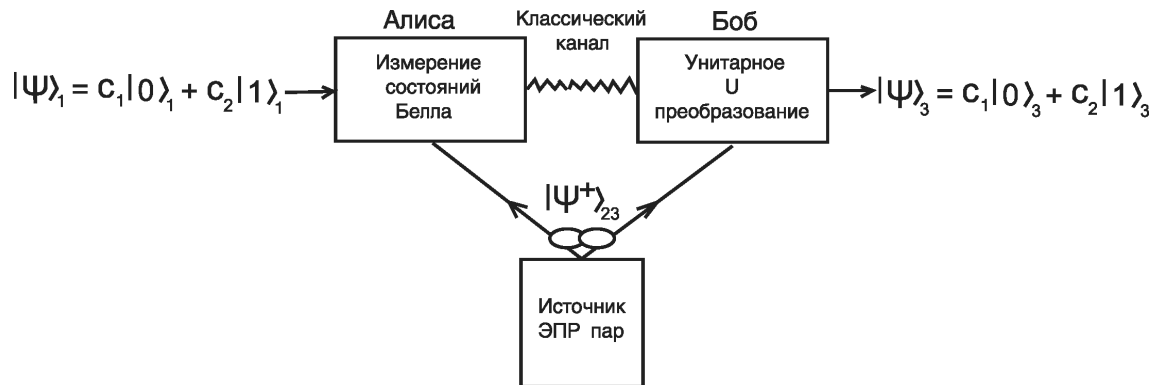 Алиса
Классический
канал
Боб
|Ψ⟩₁ = C₁|0⟩₁ + C₂|1⟩₁
Измерение
состояний
Белла
Унитарное
U
преобразование
|Ψ⟩₃ = C₁|0⟩₃ + C₂|1⟩₃
|Ψ⁺⟩₂₃
Источник
ЭПР пар